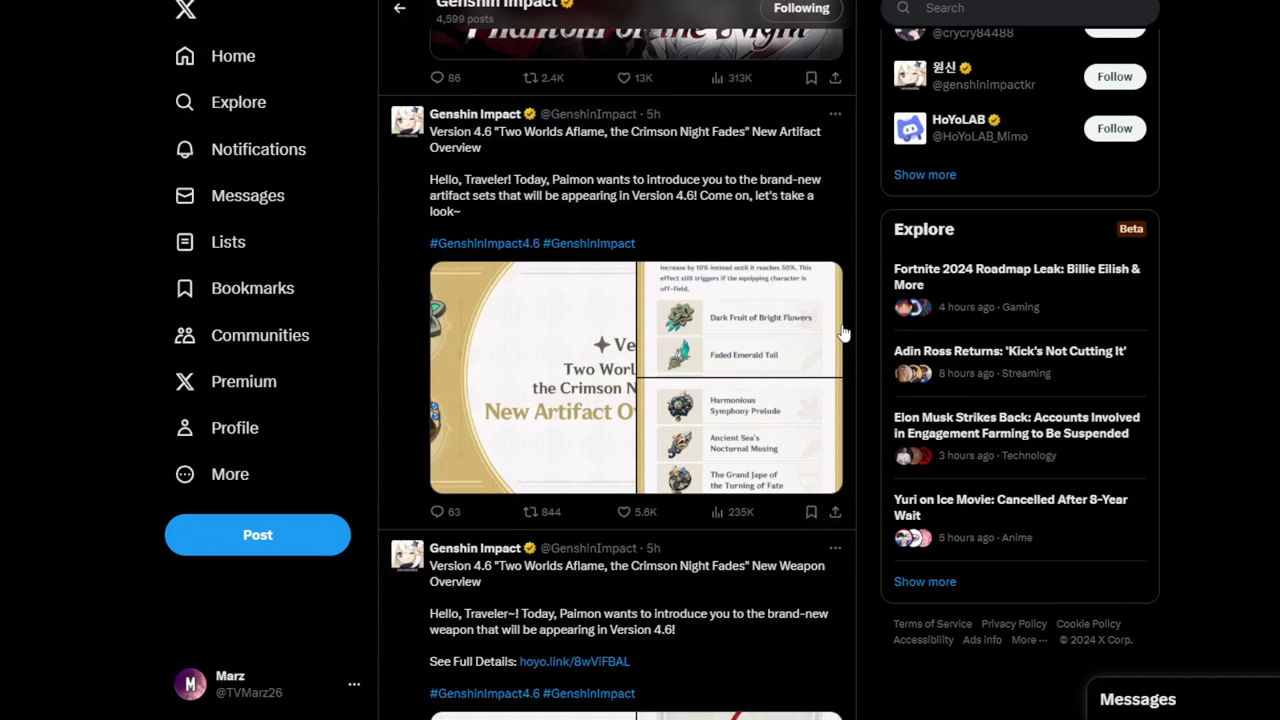 Home
Explore
Notifications
Messages
Lists
Bookmarks
Communities
Premium
Profile
More
Post
Marz
@TVMarz26
Genshin Impact
4,599 posts
Following
Phantom of the Night
86 2.4K 13K 313K
Genshin Impact @GenshinImpact · 5h
Version 4.6 "Two Worlds Aflame, the Crimson Night Fades" New Artifact
Overview
Hello, Traveler! Today, Paimon wants to introduce you to the brand-new
artifact sets that will be appearing in Version 4.6! Come on, let's take a
look~
#GenshinImpact4.6 #GenshinImpact
Ve
Two Worl
the Crimson N
New Artifact O
increase by 10% instead until it reaches 50%. This
effect still triggers if the equipping character is
off-field.
Dark Fruit of Bright Flowers
Faded Emerald Tail
Harmonious
Symphony Prelude
Ancient Sea's
Nocturnal Musing
The Grand Jape of
the Turning of Fate
63 844 5.6K 235K
Genshin Impact @GenshinImpact · 5h
Version 4.6 "Two Worlds Aflame, the Crimson Night Fades" New Weapon
Overview
Hello, Traveler~! Today, Paimon wants to introduce you to the brand-new
weapon that will be appearing in Version 4.6!
See Full Details: hoyo.link/8wViFBAL
#GenshinImpact4.6 #GenshinImpact
Search
@crycry84488
원신
@genshinimpactkr
Follow
HoYoLAB
@HoYoLAB_Mimo
Follow
Show more
Explore
Beta
Fortnite 2024 Roadmap Leak: Billie Eilish &
More
4 hours ago · Gaming
Adin Ross Returns: 'Kick's Not Cutting It'
8 hours ago · Streaming
Elon Musk Strikes Back: Accounts Involved
in Engagement Farming to Be Suspended
3 hours ago · Technology
Yuri on Ice Movie: Cancelled After 8-Year
Wait
5 hours ago · Anime
Show more
Terms of Service Privacy Policy Cookie Policy
Accessibility Ads info More ··· © 2024 X Corp.
Messages